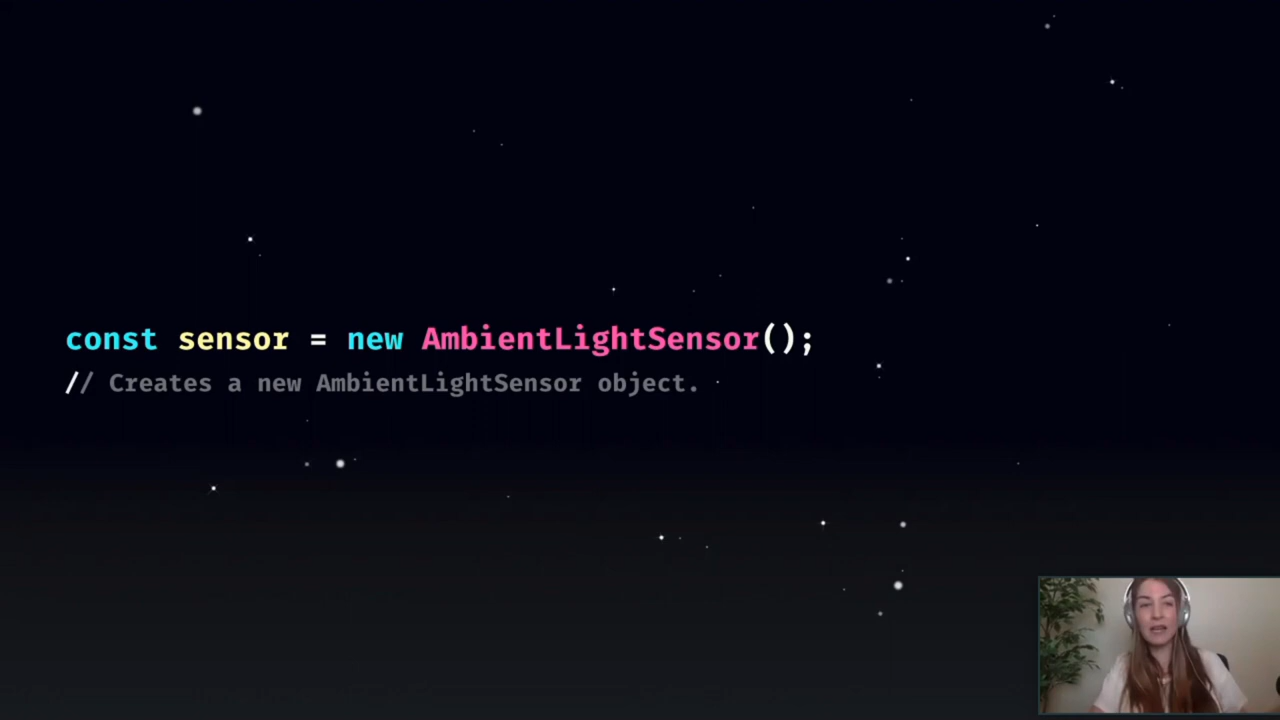 const sensor = new AmbientLightSensor();
// Creates a new AmbientLightSensor object.